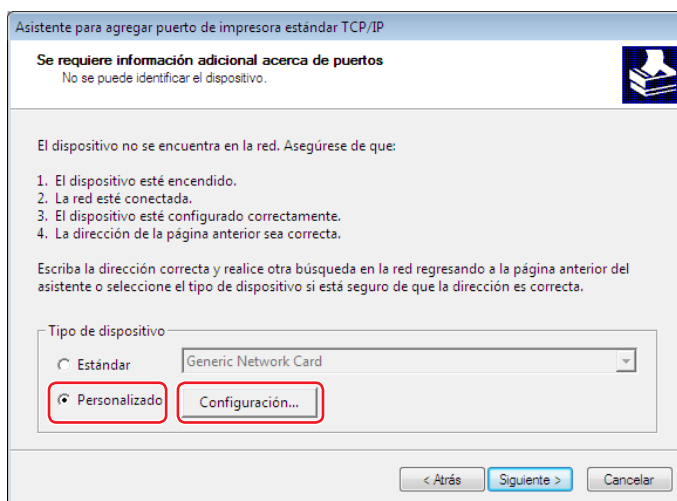 Asistente para agregar puerto de impresora estándar TCP/IP
Se requiere información adicional acerca de puertos
No se puede identificar el dispositivo.
El dispositivo no se encuentra en la red. Asegúrese de que:
1. El dispositivo esté encendido.
2. La red esté conectada.
3. El dispositivo esté configurado correctamente.
4. La dirección de la página anterior sea correcta.
Escriba la dirección correcta y realice otra búsqueda en la red regresando a la página anterior del
asistente o seleccione el tipo de dispositivo si está seguro de que la dirección es correcta.
Tipo de dispositivo
Estándar
Generic Network Card
Personalizado
Configuración...
< Atrás
Siguiente >
Cancelar